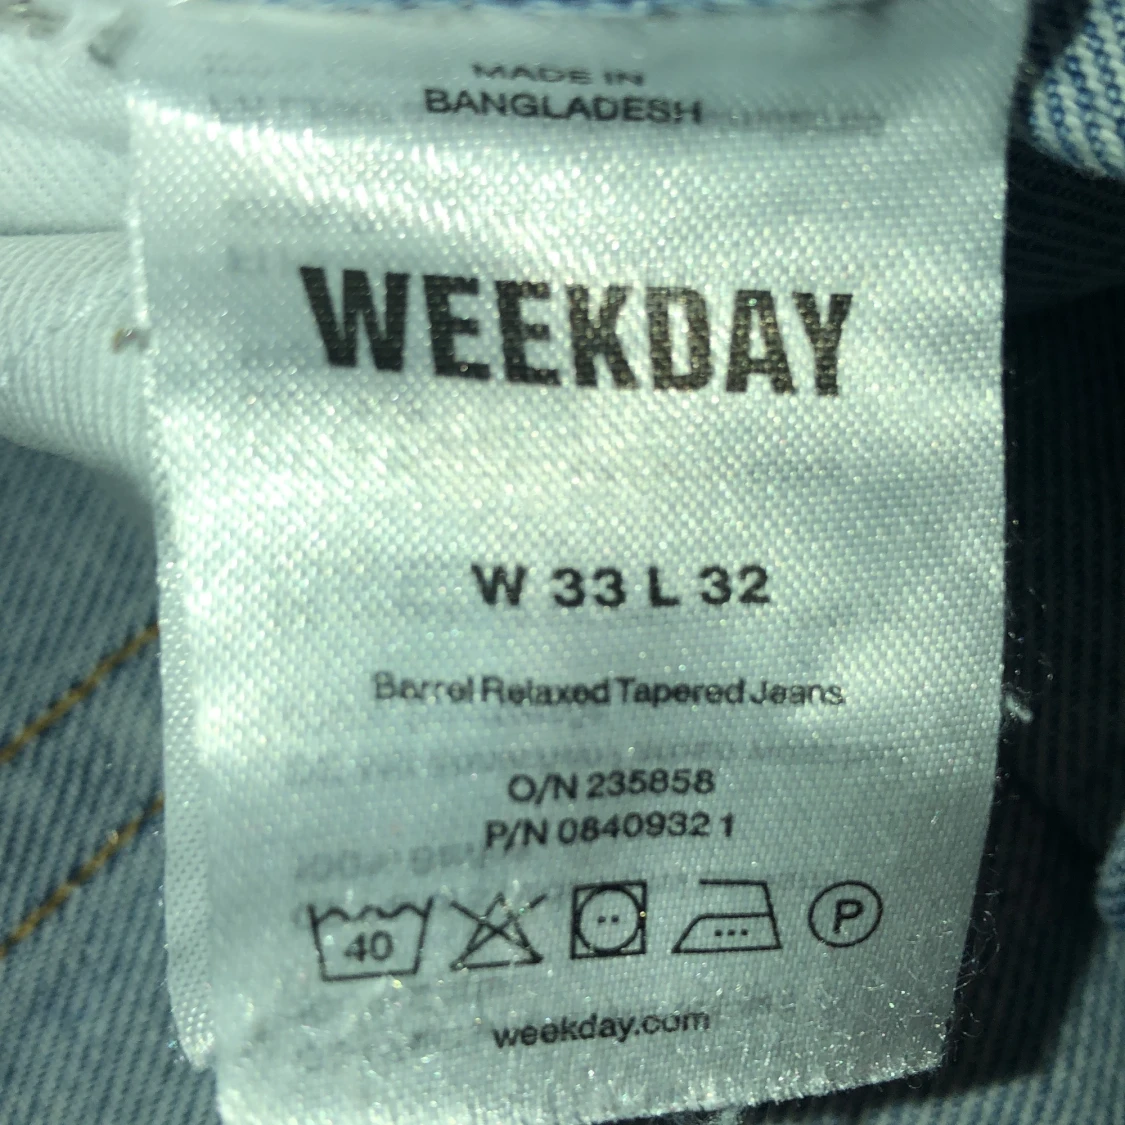 MADE IN
BANGLADESH
WEEKDAY
W 33 L 32
Barrel Relaxed Tapered Jeans
O/N 235858
P/N 0840932 1
40
P
weekday.com